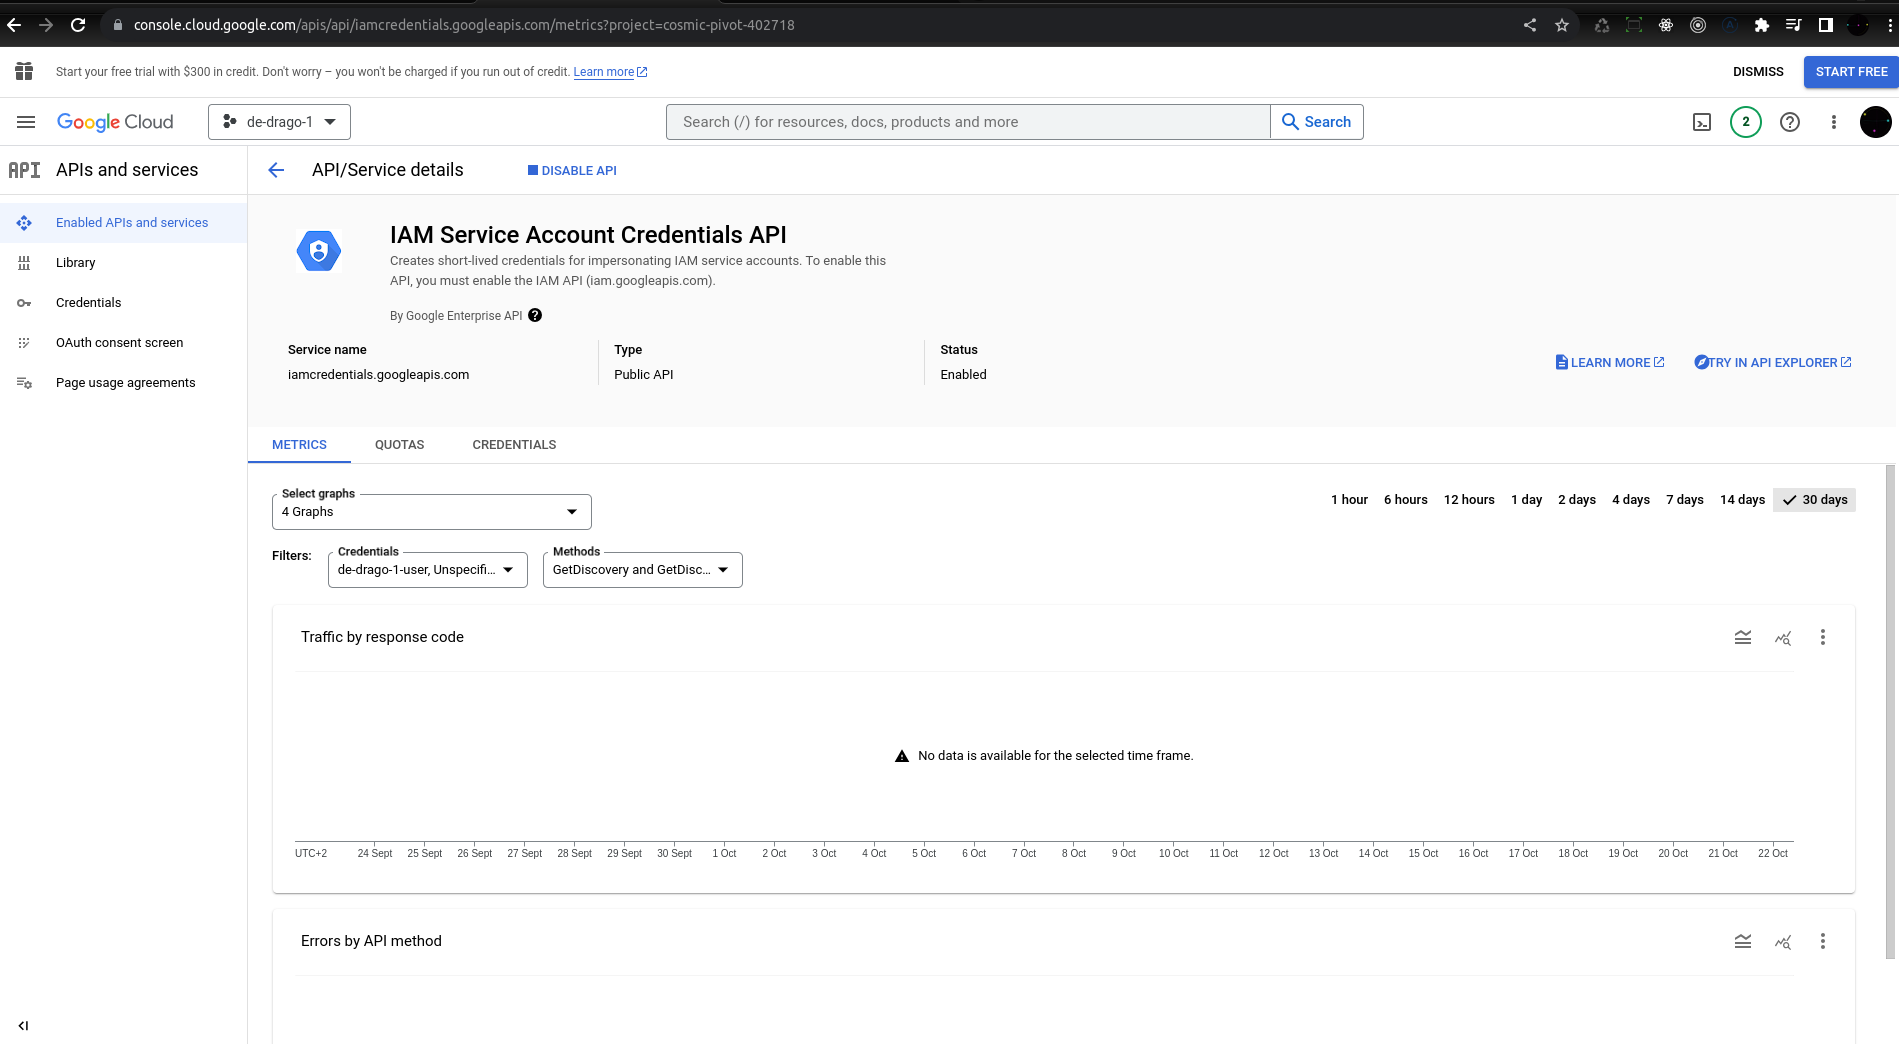 console.cloud.google.com/apis/api/iamcredentials.googleapis.com/metrics?project=cosmic-pivot-402718
Start your free trial with $300 in credit. Don't worry – you won't be charged if you run out of credit. Learn more
DISMISS
START FREE
Google Cloud
de-drago-1
Search (/) for resources, docs, products and more
Search
2
API
APIs and services
API/Service details
DISABLE API
Enabled APIs and services
Library
Credentials
OAuth consent screen
Page usage agreements
IAM Service Account Credentials API
Creates short-lived credentials for impersonating IAM service accounts. To enable this
API, you must enable the IAM API (iam.googleapis.com).
By Google Enterprise API
Service name
iamcredentials.googleapis.com
Type
Public API
Status
Enabled
LEARN MORE
TRY IN API EXPLORER
METRICS
QUOTAS
CREDENTIALS
Select graphs
4 Graphs
1 hour
6 hours
12 hours
1 day
2 days
4 days
7 days
14 days
30 days
Filters:
Credentials
de-drago-1-user, Unspecifi...
Methods
GetDiscovery and GetDisc...
Traffic by response code
No data is available for the selected time frame.
UTC+2
24 Sept
25 Sept
26 Sept
27 Sept
28 Sept
29 Sept
30 Sept
1 Oct
2 Oct
3 Oct
4 Oct
5 Oct
6 Oct
7 Oct
8 Oct
9 Oct
10 Oct
11 Oct
12 Oct
13 Oct
14 Oct
15 Oct
16 Oct
17 Oct
18 Oct
19 Oct
20 Oct
21 Oct
22 Oct
Errors by API method